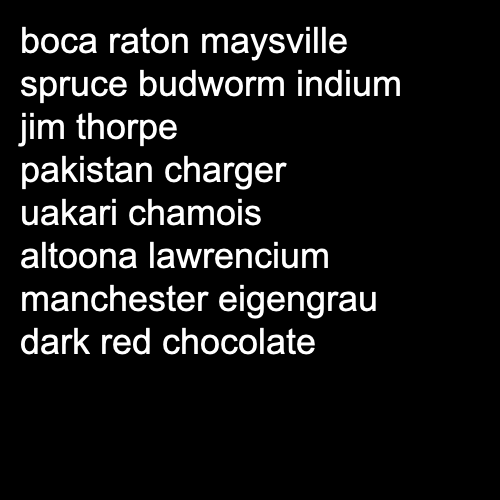 boca raton maysville
spruce budworm indium
jim thorpe
pakistan charger
uakari chamois
altoona lawrencium
manchester eigengrau
dark red chocolate